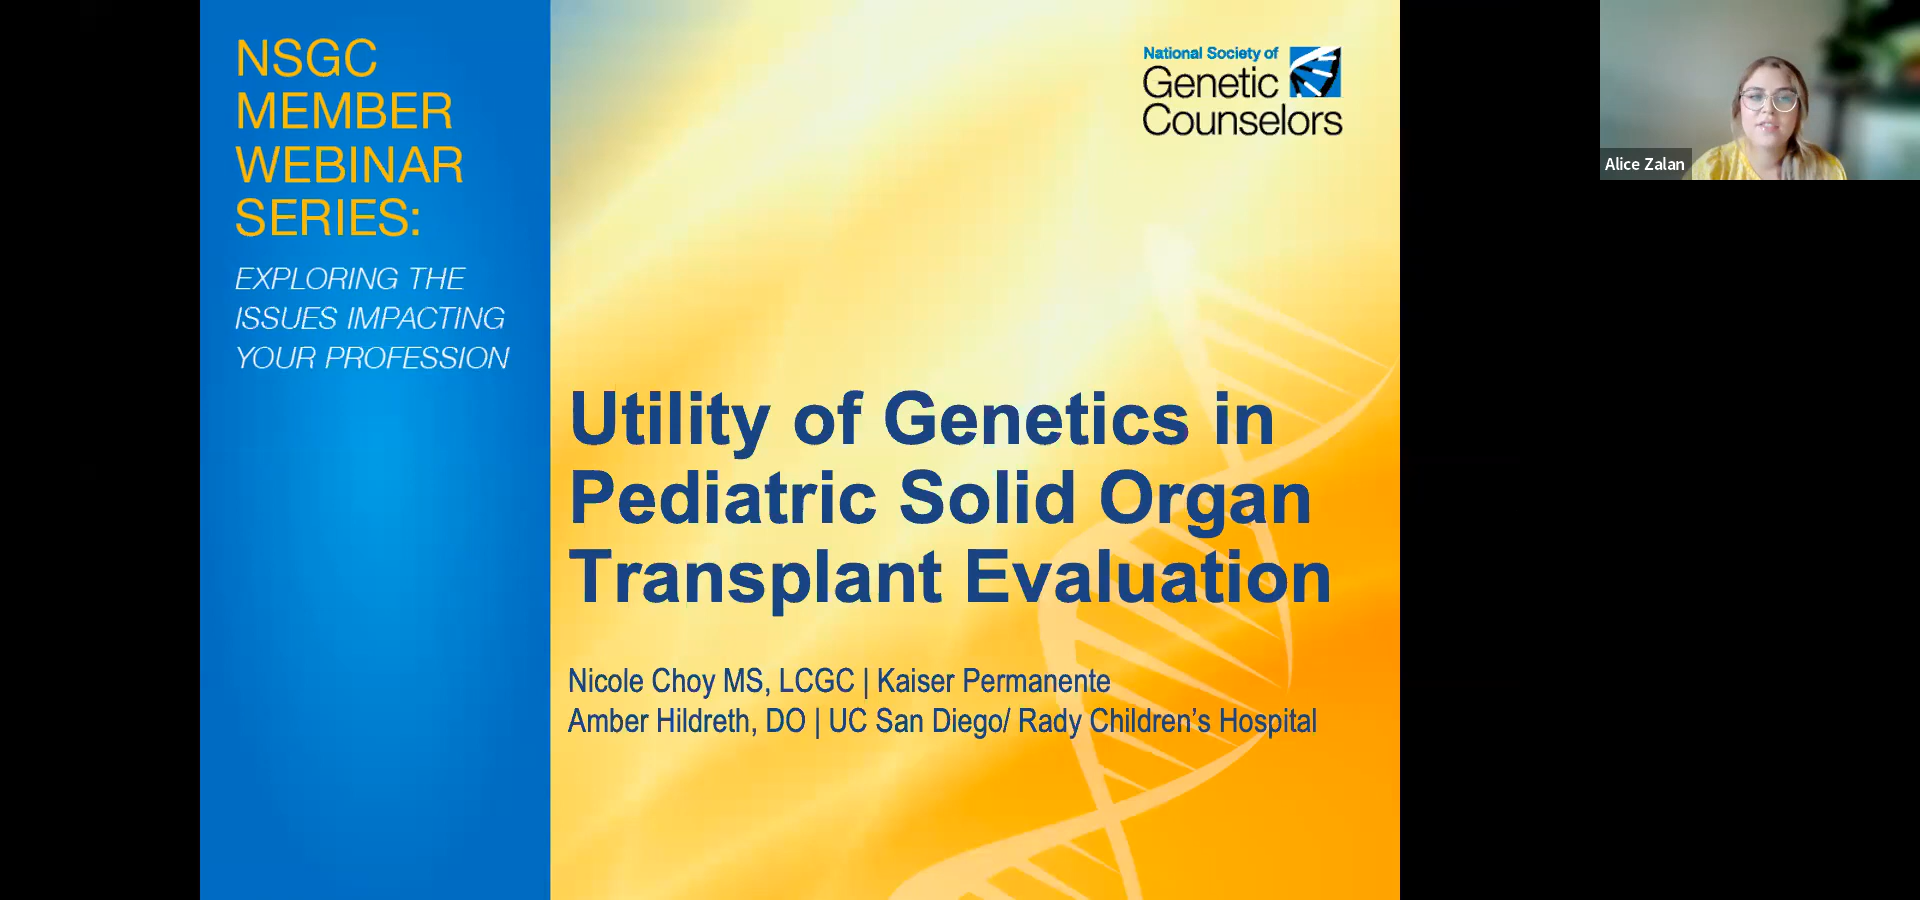 NSGC
MEMBER
WEBINAR
SERIES:
EXPLORING THE
ISSUES IMPACTING
YOUR PROFESSION
National Society of
Genetic
Counselors
Utility of Genetics in
Pediatric Solid Organ
Transplant Evaluation
Nicole Choy MS, LCGC | Kaiser Permanente
Amber Hildreth, DO | UC San Diego/ Rady Children's Hospital
Alice Zalan